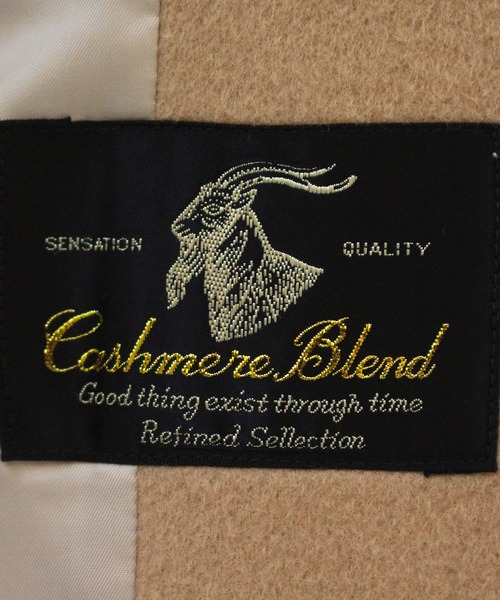 SENSATION QUALITY
Cashmere Blend
Good thing exist through time
Refined Sellection